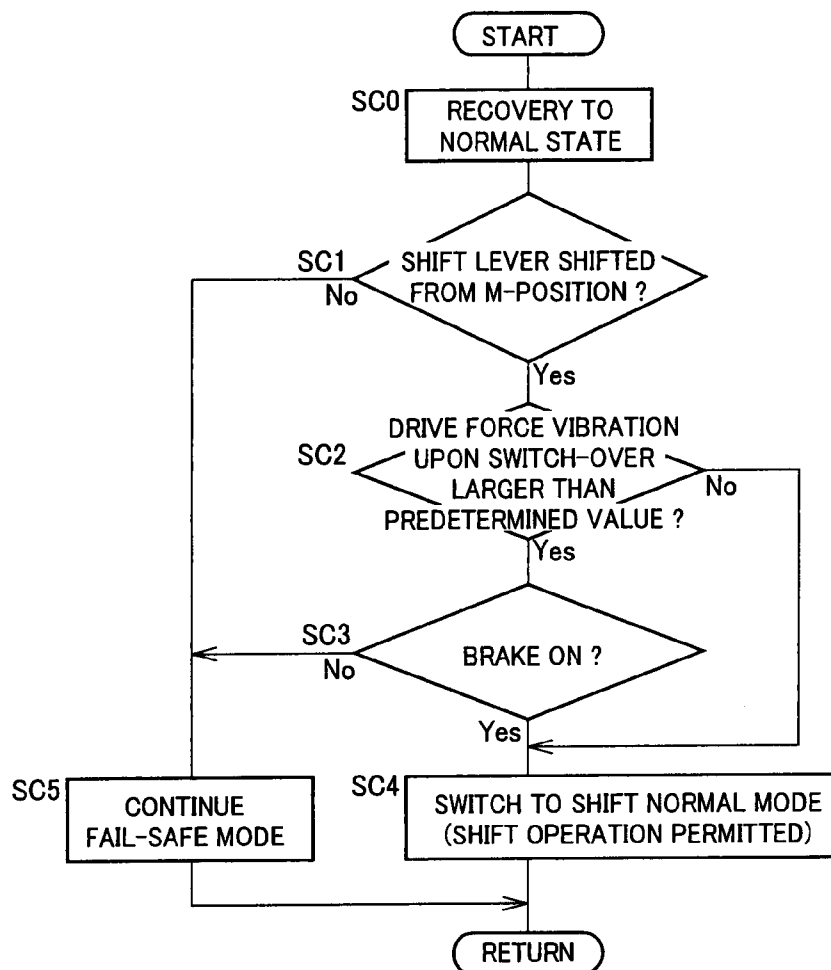 START
SC0
RECOVERY TO
NORMAL STATE
SC1
SHIFT LEVER SHIFTED
FROM M-POSITION ?
No
Yes
SC2
DRIVE FORCE VIBRATION
UPON SWITCH-OVER
LARGER THAN
PREDETERMINED VALUE ?
No
Yes
SC3
BRAKE ON ?
No
Yes
SC5
CONTINUE
FAIL-SAFE MODE
SC4
SWITCH TO SHIFT NORMAL MODE
(SHIFT OPERATION PERMITTED)
RETURN